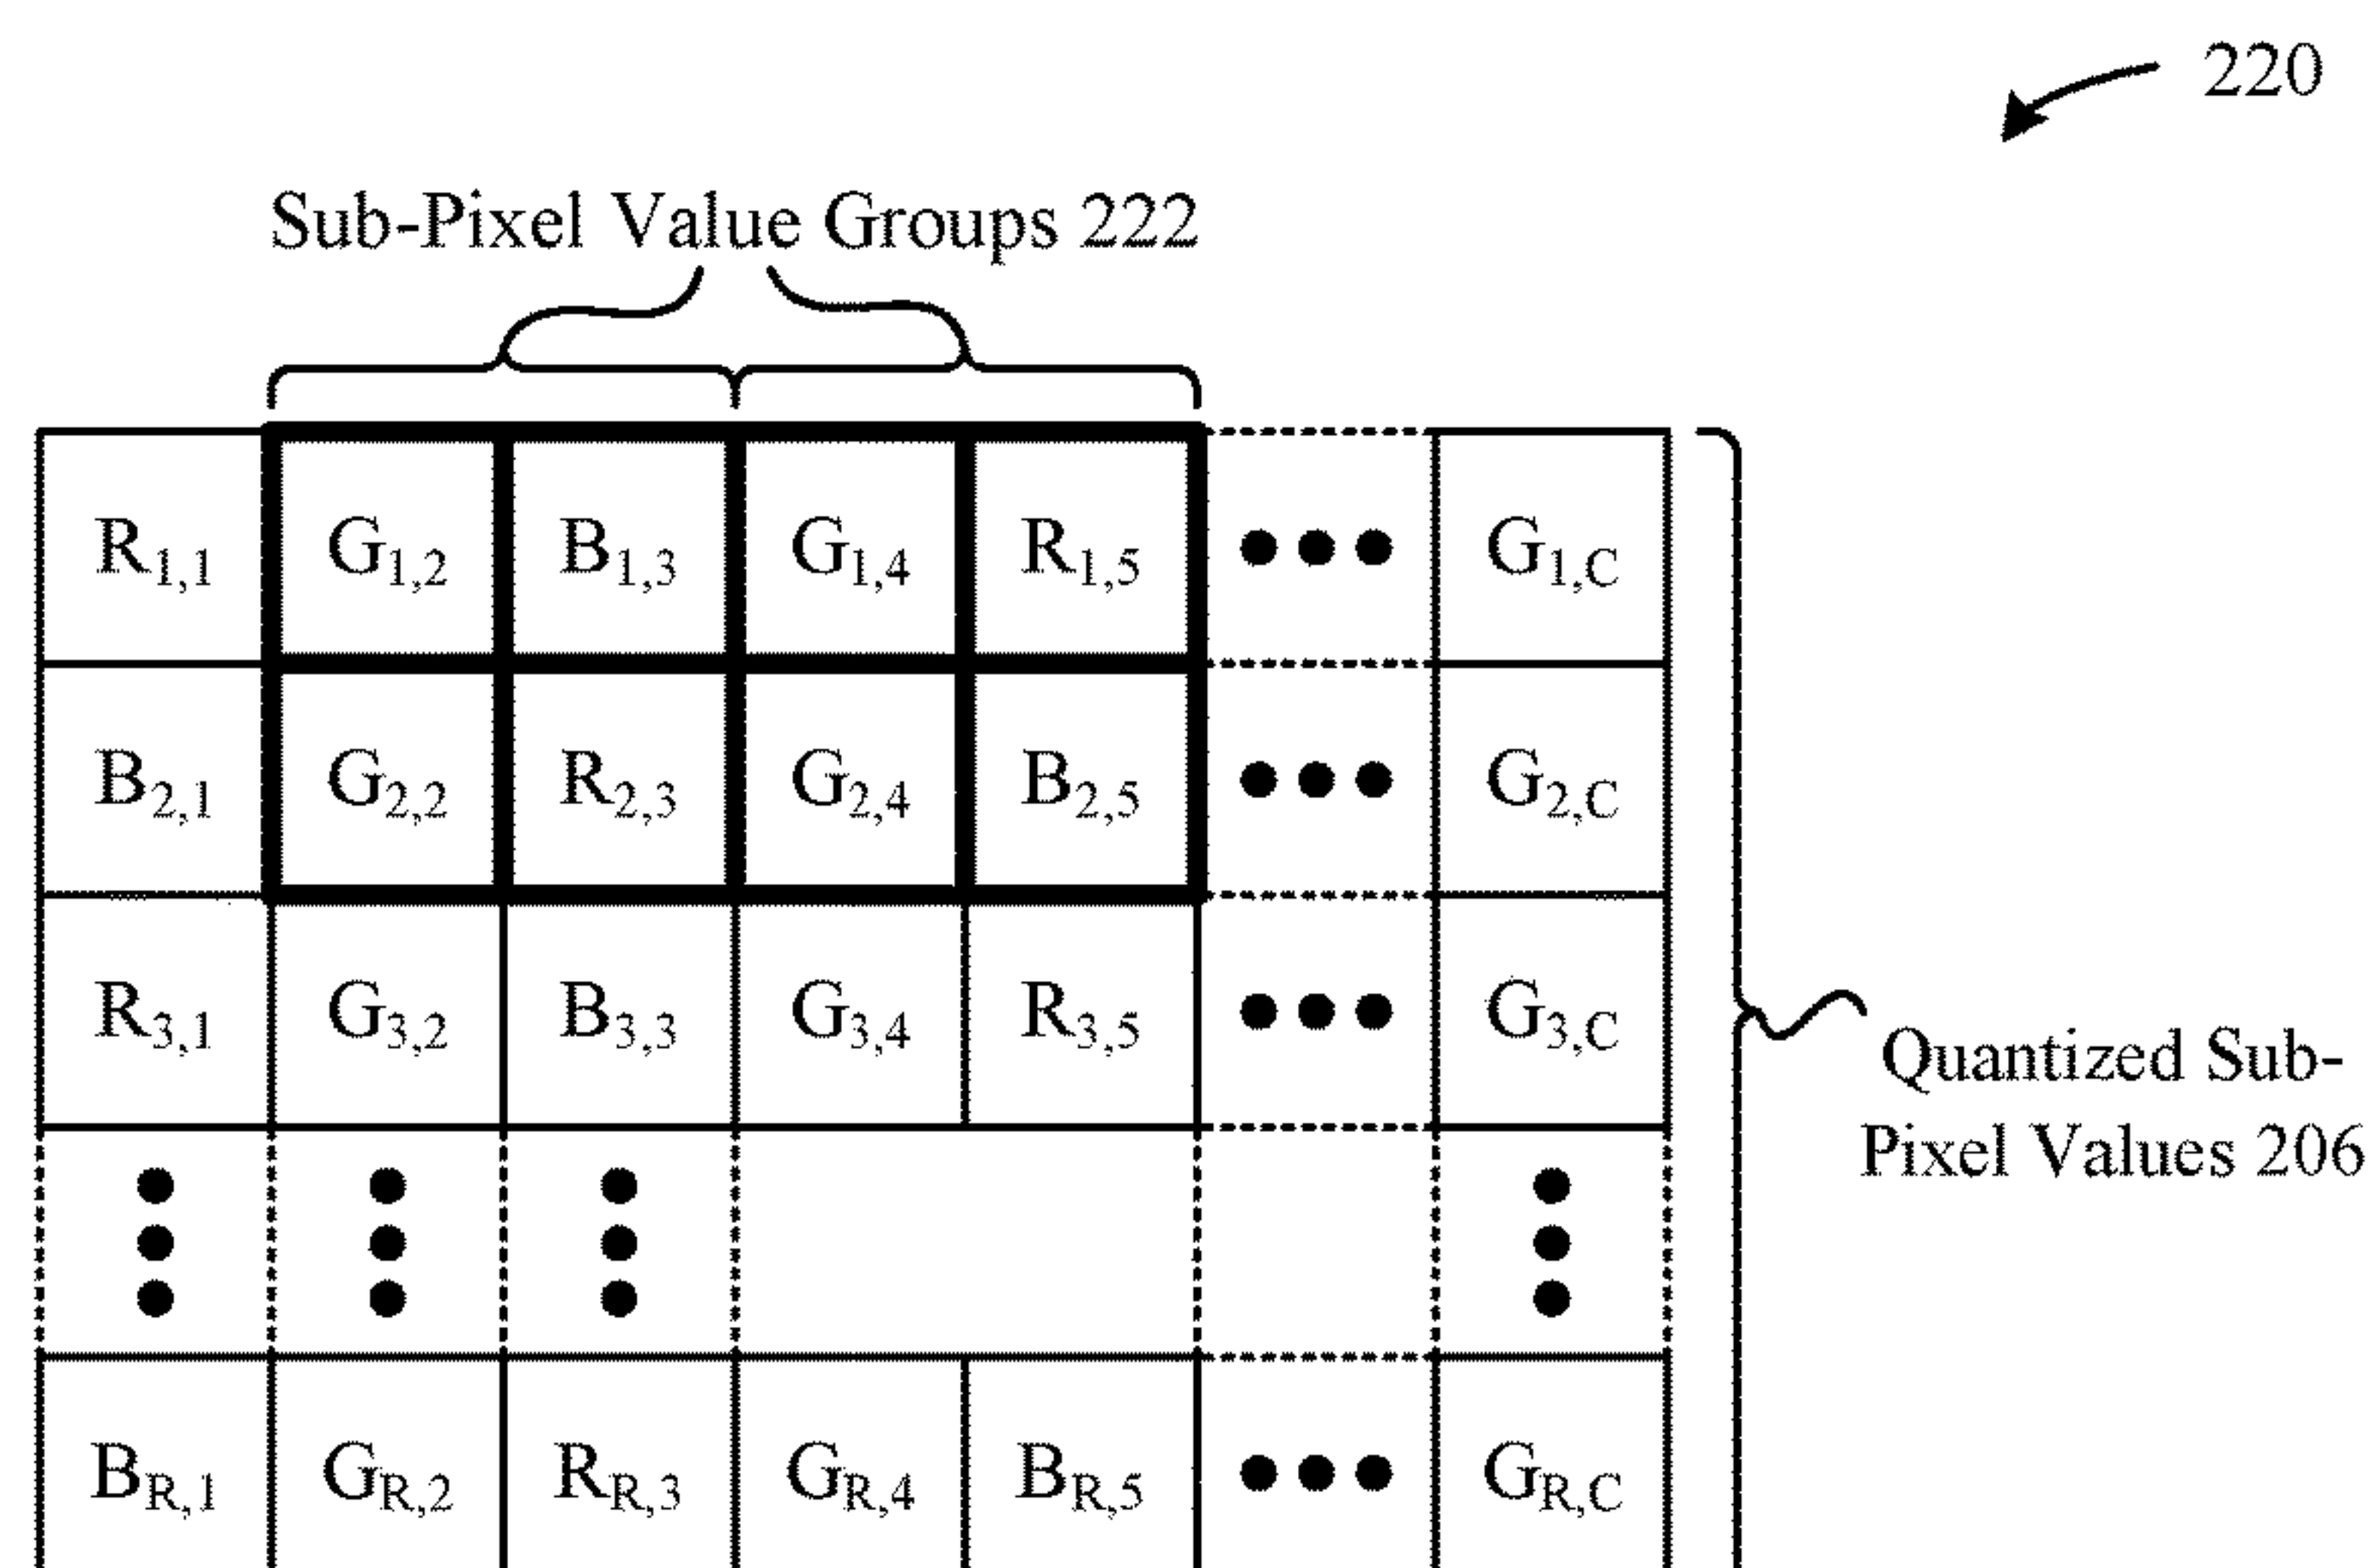 220
Sub-Pixel Value Groups 222
R1,1 G1,2 B1,3 G1,4 R1,5 ●●● G1,C
B2,1 G2,2 R2,3 G2,4 B2,5 ●●● G2,C
R3,1 G3,2 B3,3 G3,4 R3,5 ●●● G3,C
Quantized Sub-
Pixel Values 206
BR,1 GR,2 RR,3 GR,4 BR,5 ●●● GR,C